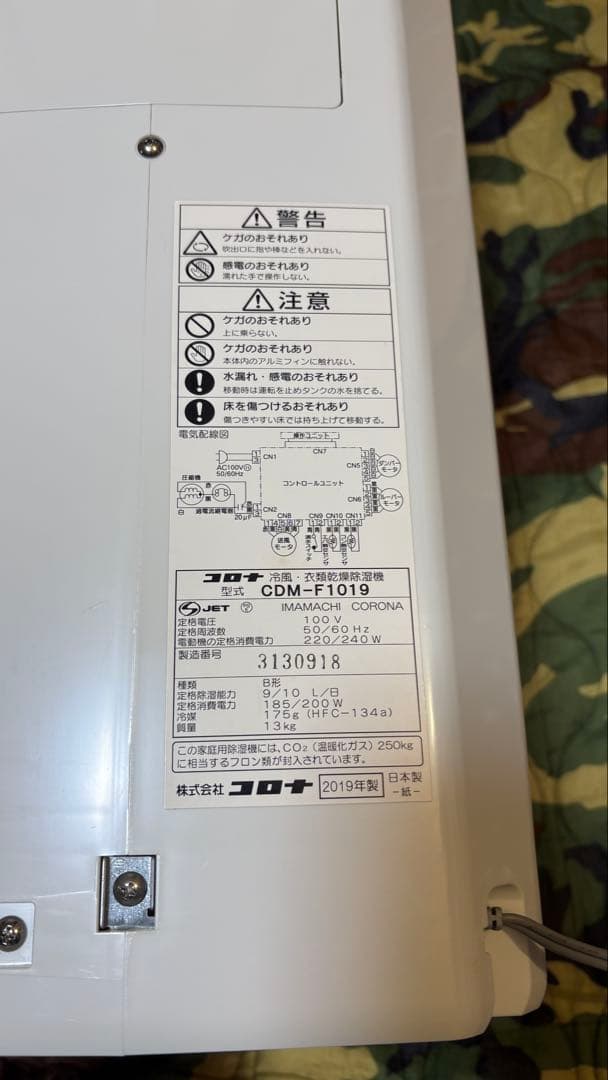 警告
ケガのおそれあり
吹出口に指や棒などを入れない。
感電のおそれあり
濡れた手で操作しない。
注意
ケガのおそれあり
上に乗らない。
ケガのおそれあり
本体内のアルミフィンに触れない。
水漏れ・感電のおそれあり
移動時は運転を止めタンクの水を捨てる。
床を傷つけるおそれあり
傷つきやすい床では持ち上げて移動する。
電気配線図
操作ユニット
CN7
CN1
AC100V
50/60Hz
CN5
ダンパー
モータ
圧縮機
赤
黒
白
過電流継電器
コントロールユニット
CN6
ルーバー
モータ
CN2
20μF
CN8
CN9 CN10 CN11
送風
モータ
コロナ 冷風・衣類乾燥除湿機
型式 CDM-F1019
S JET IMAMACHI CORONA
定格電圧 100 V
定格周波数 50/60 Hz
電動機の定格消費電力 220/240 W
製造番号 3130918
種類 B形
定格除湿能力 9/10 L/日
定格消費電力 185/200 W
冷媒 175g (HFC-134a)
質量 13kg
この家庭用除湿機には、CO₂（温暖化ガス）250kg
に相当するフロン類が封入されています。
株式会社 コロナ 2019年製 日本製
-紙-